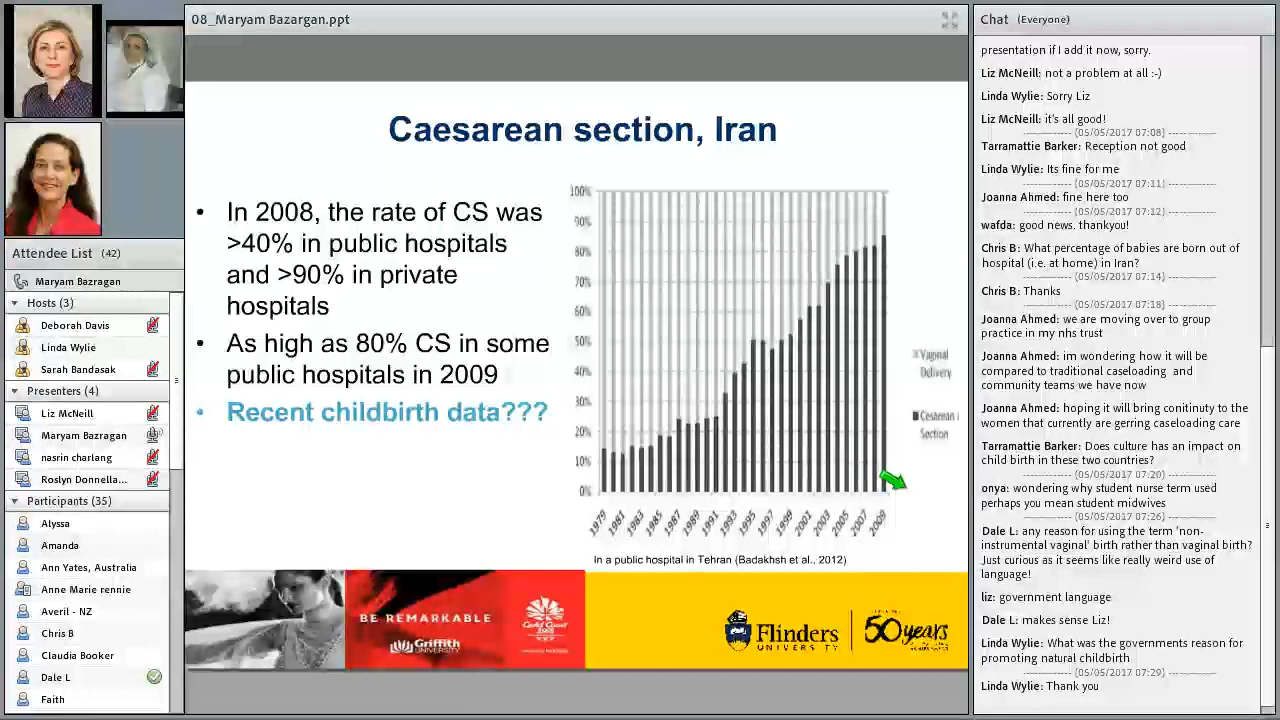 08_Maryam Bazargan.ppt
Attendee List (42)
Maryam Bazragan
Hosts (3)
Deborah Davis
Linda Wylie
Sarah Bandasak
Presenters (4)
Liz McNeill
Maryam Bazragan
nasrin charlang
Roslyn Donnella...
Participants (35)
Alyssa
Amanda
Ann Yates, Australia
Anne Marie rennie
Averil - NZ
Chris B
Claudia Booker
Dale L
Faith
Caesarean section, Iran
• In 2008, the rate of CS was
>40% in public hospitals
and >90% in private
hospitals
• As high as 80% CS in some
public hospitals in 2009
• Recent childbirth data???
100%
90%
80%
70%
60%
50%
40%
30%
20%
10%
0%
1979
1981
1983
1985
1987
1989
1991
1993
1995
1997
1999
2001
2003
2005
2007
2009
Vaginal
Delivery
Cesarean
Section
In a public hospital in Tehran (Badakhsh et al., 2012)
BE REMARKABLE
Griffith
UNIVERSITY
Flinders
UNIVERSITY
50 years
Chat (Everyone)
presentation if I add it now, sorry.
Liz McNeill: not a problem at all :-)
Linda Wylie: Sorry Liz
Liz McNeill: it's all good!
------------------ (05/05/2017 07:08) ------------------
Tarramattie Barker: Reception not good
Linda Wylie: Its fine for me
------------------ (05/05/2017 07:11) ------------------
Joanna Ahmed: fine here too
------------------ (05/05/2017 07:12) ------------------
wafda: good news. thankyou!
Chris B: What percentage of babies are born out of
hospital (i.e. at home) in Iran?
------------------ (05/05/2017 07:14) ------------------
Chris B: Thanks
------------------ (05/05/2017 07:18) ------------------
Joanna Ahmed: we are moving over to group
practice in my nhs trust
Joanna Ahmed: im wondering how it will be
compared to traditional caseloading and
community teams we have now
Joanna Ahmed: hoping it will bring conitinuty to the
women that currently are gerring caseloading care
Tarramattie Barker: Does culture has an impact on
child birth in these two countries?
------------------ (05/05/2017 07:20) ------------------
onya: wondering why student nurse term used
perhaps you mean student midwives
------------------ (05/05/2017 07:26) ------------------
Dale L: any reason for using the term 'non-
instrumental vaginal' birth rather than vaginal birth?
Just curious as it seems like really weird use of
language!
liz: government language
Dale L: makes sense Liz!
Linda Wylie: What was the governments reason for
promoting natural childbirth
------------------ (05/05/2017 07:29) ------------------
Linda Wylie: Thank you